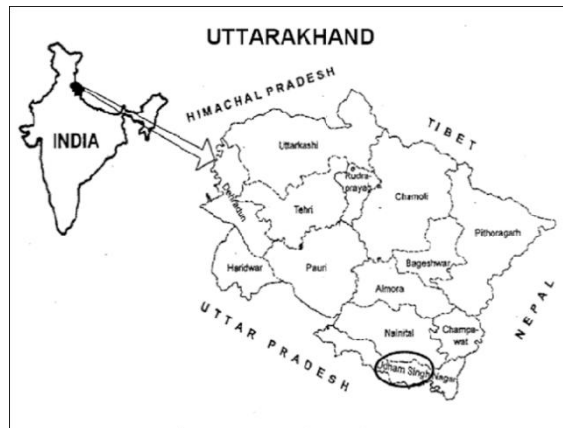 UTTARAKHAND
HIMACHAL PRADESH
TIBET
INDIA
Uttarkashi
Rudra-
prayag
Chamoli
Dehradun
Tehri
Pithoragarh
Haridwar
Pauri
Bageshwar
Almora
NEPAL
UTTAR PRADESH
Nainital
Champa-
wat
Udham Singh Nagar